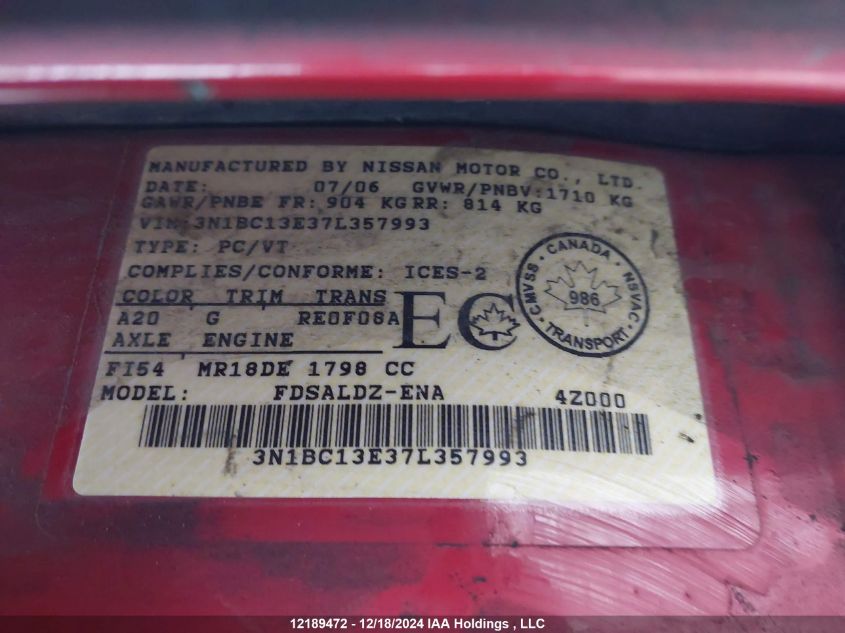 MANUFACTURED BY NISSAN MOTOR CO., LTD.
DATE: 07/06 GVWR/PNBV:1710 KG
GAWR/PNBE FR: 904 KG RR: 814 KG
VIN:3N1BC13E37L357993
TYPE: PC/VT
COMPLIES/CONFORME: ICES-2
COLOR TRIM TRANS
A20 G RE0F08A
AXLE ENGINE
FI54 MR18DE 1798 CC
EC
CANADA
CMVSS
NSVAC
986
TRANSPORT
MODEL: FDSALDZ-ENA 4Z000
3N1BC13E37L357993
12189472 - 12/18/2024 IAA Holdings , LLC